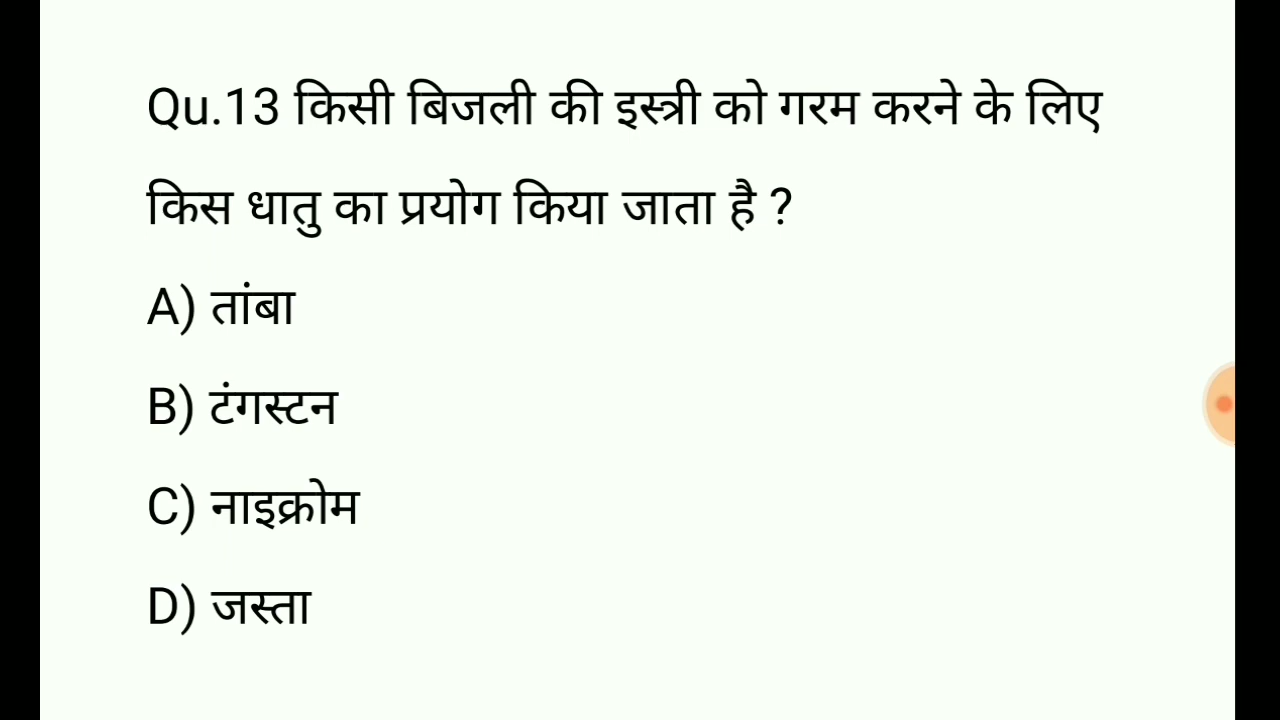 Qu.13 किसी बिजली की इस्त्री को गरम करने के लिए
किस धातु का प्रयोग किया जाता है ?
A) तांबा
B) टंगस्टन
C) नाइक्रोम
D) जस्ता